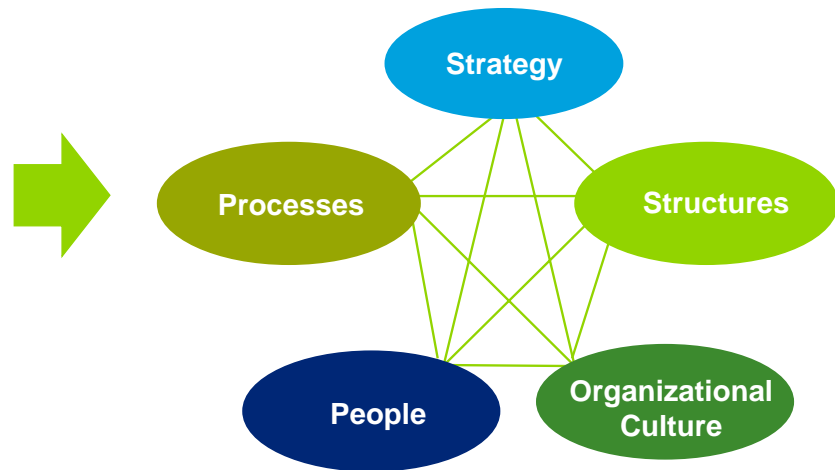 Strategy
Processes
Structures
People
Organizational
Culture